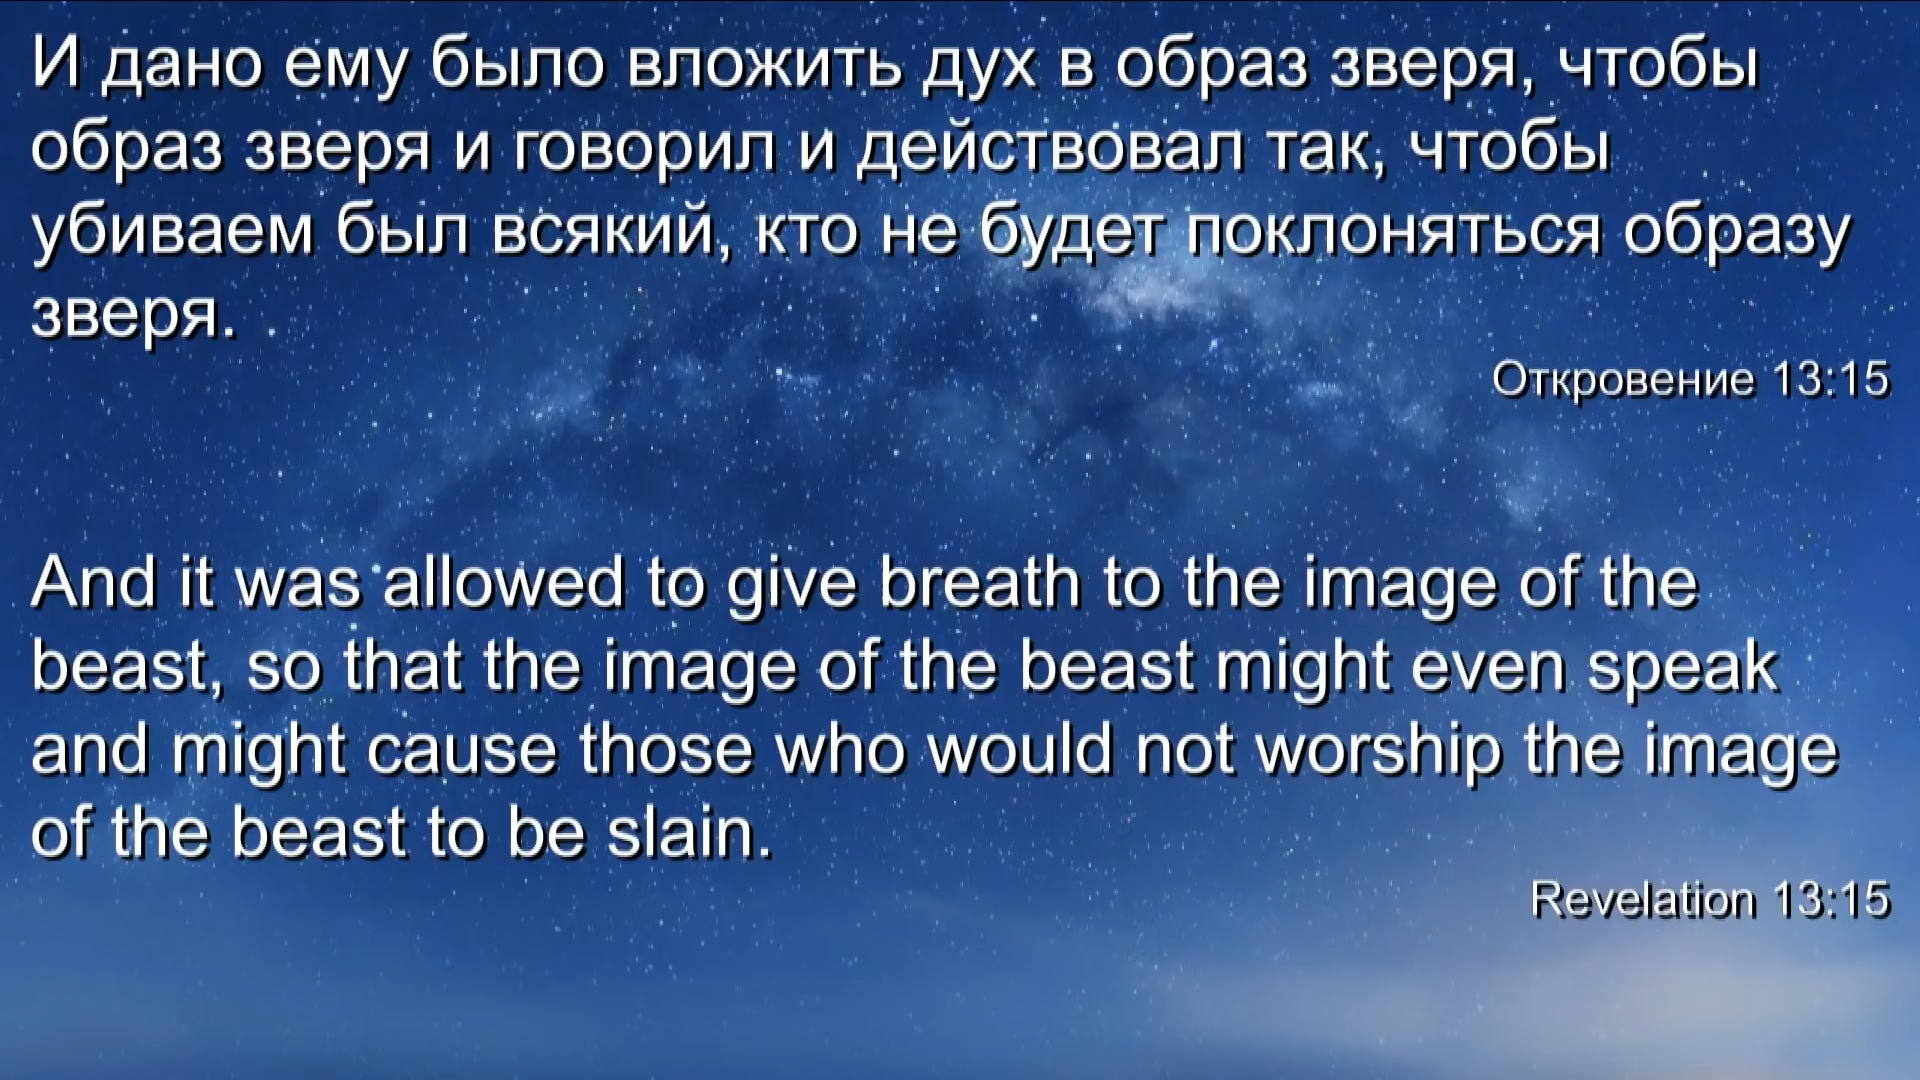 И дано ему было вложить дух в образ зверя, чтобы
образ зверя и говорил и действовал так, чтобы
убиваем был всякий, кто не будет поклоняться образу
зверя.
Откровение 13:15
And it was allowed to give breath to the image of the
beast, so that the image of the beast might even speak
and might cause those who would not worship the image
of the beast to be slain.
Revelation 13:15